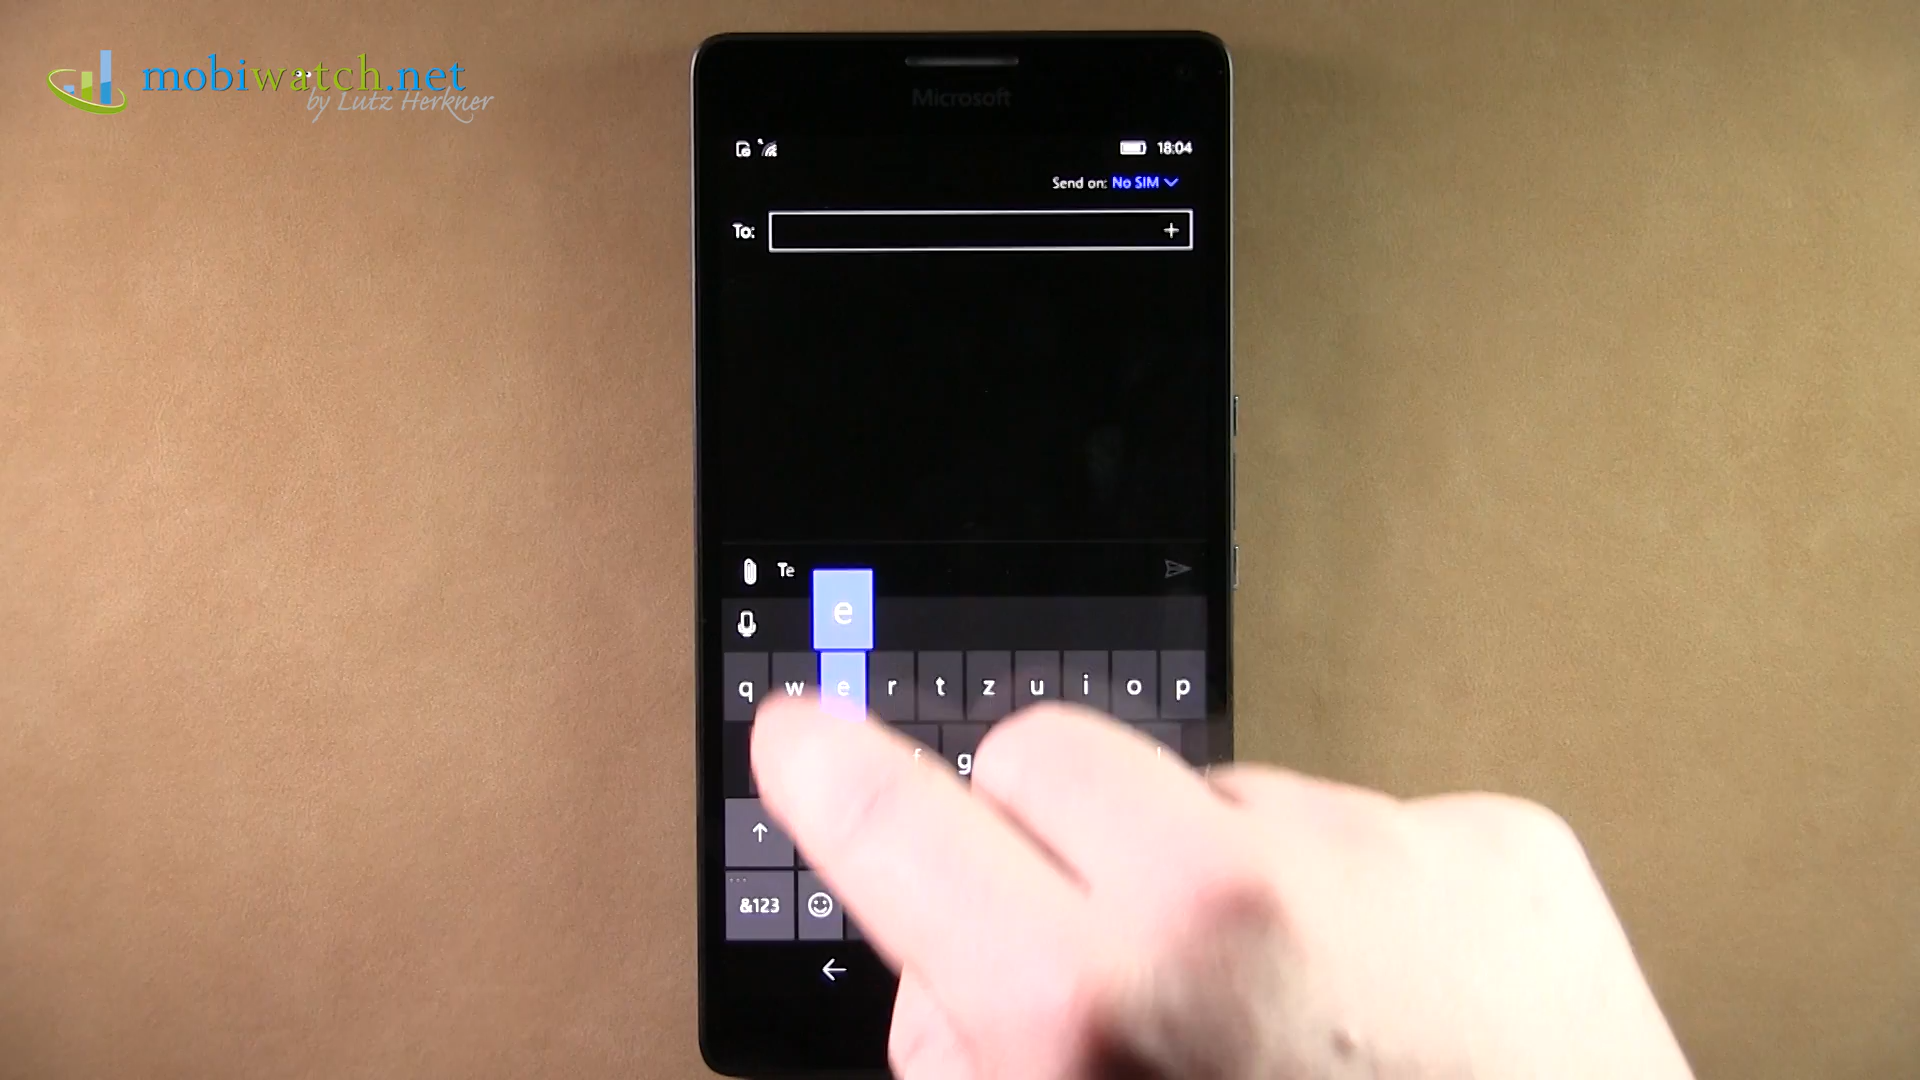 mobiwatch.net
by Lutz Herkner
Microsoft
18:04
Send on: No SIM
To:
Te
e
q w e r t z u i o p
f g
&123